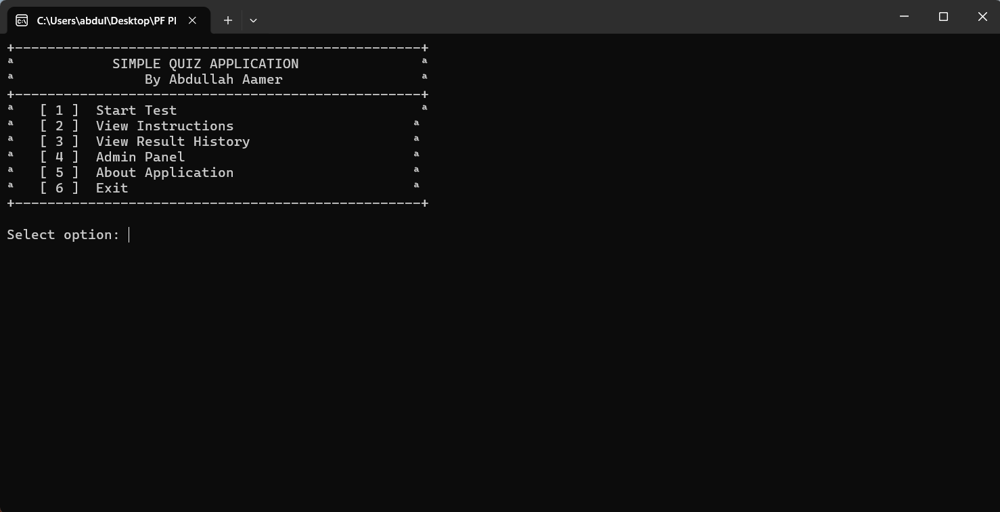 C:\Users\abdul\Desktop\PF Pl
+--------------------------------------------------+
ª            SIMPLE QUIZ APPLICATION               ª
ª                By Abdullah Aamer                 ª
+--------------------------------------------------+
ª   [ 1 ]  Start Test                              ª
ª   [ 2 ]  View Instructions                      ª
ª   [ 3 ]  View Result History                    ª
ª   [ 4 ]  Admin Panel                            ª
ª   [ 5 ]  About Application                      ª
ª   [ 6 ]  Exit                                   ª
+--------------------------------------------------+
Select option: